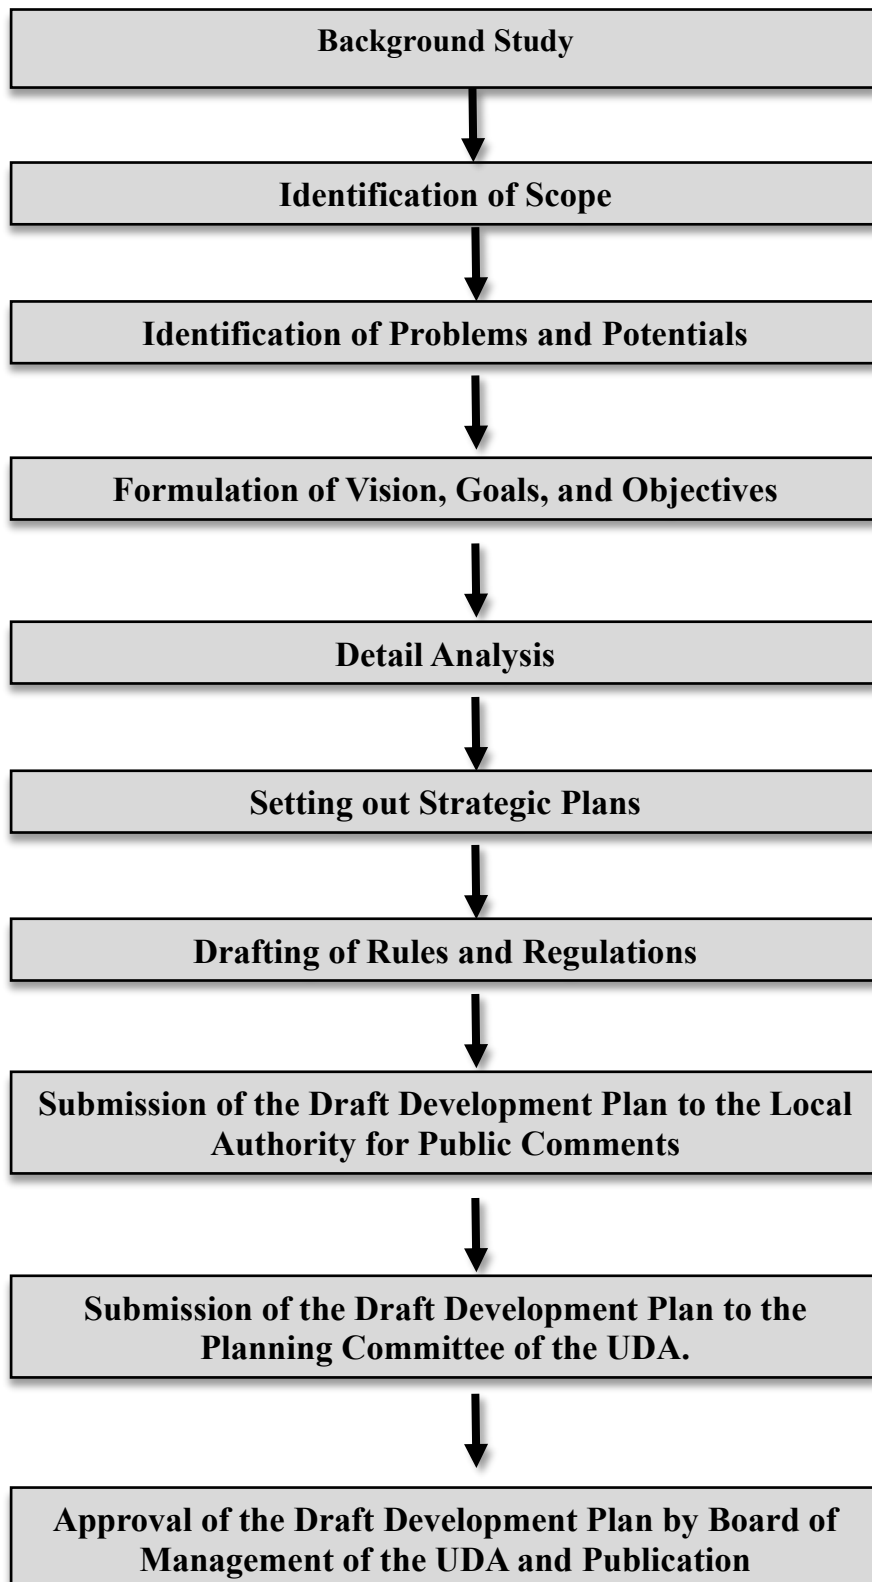 Background Study
Identification of Scope
Identification of Problems and Potentials
Formulation of Vision, Goals, and Objectives
Detail Analysis
Setting out Strategic Plans
Drafting of Rules and Regulations
Submission of the Draft Development Plan to the Local
Authority for Public Comments
Submission of the Draft Development Plan to the
Planning Committee of the UDA.
Approval of the Draft Development Plan by Board of
Management of the UDA and Publication